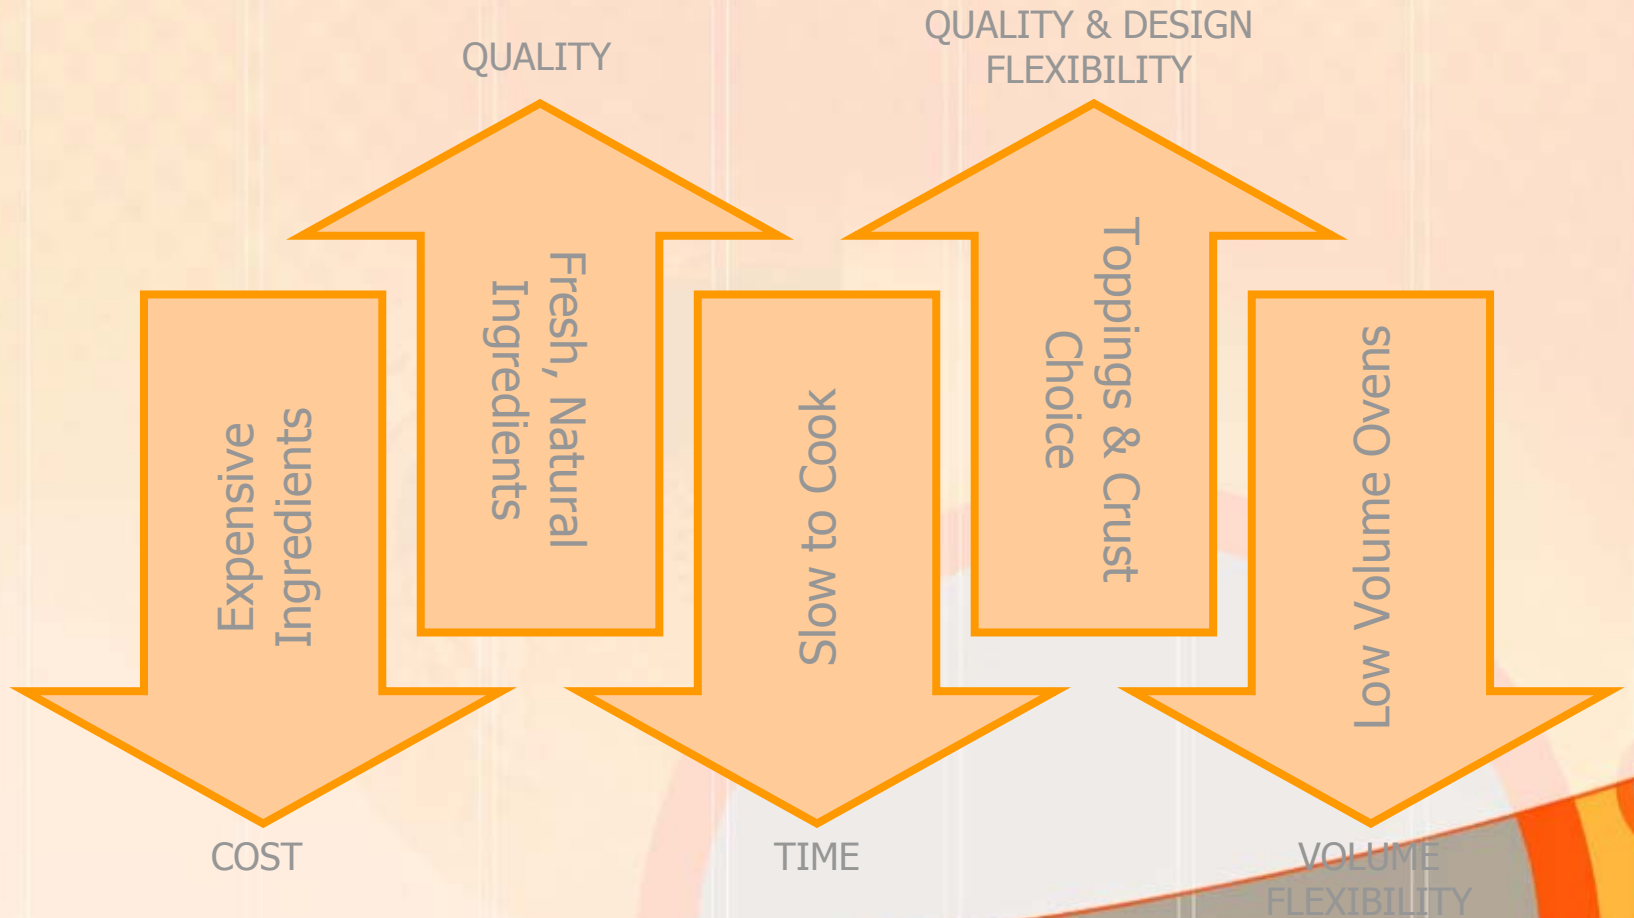 QUALITY
QUALITY & DESIGN
FLEXIBILITY
Expensive
Ingredients
Fresh, Natural
Ingredients
Slow to Cook
Toppings & Crust
Choice
Low Volume Ovens
COST
TIME
VOLUME
FLEXIBILITY